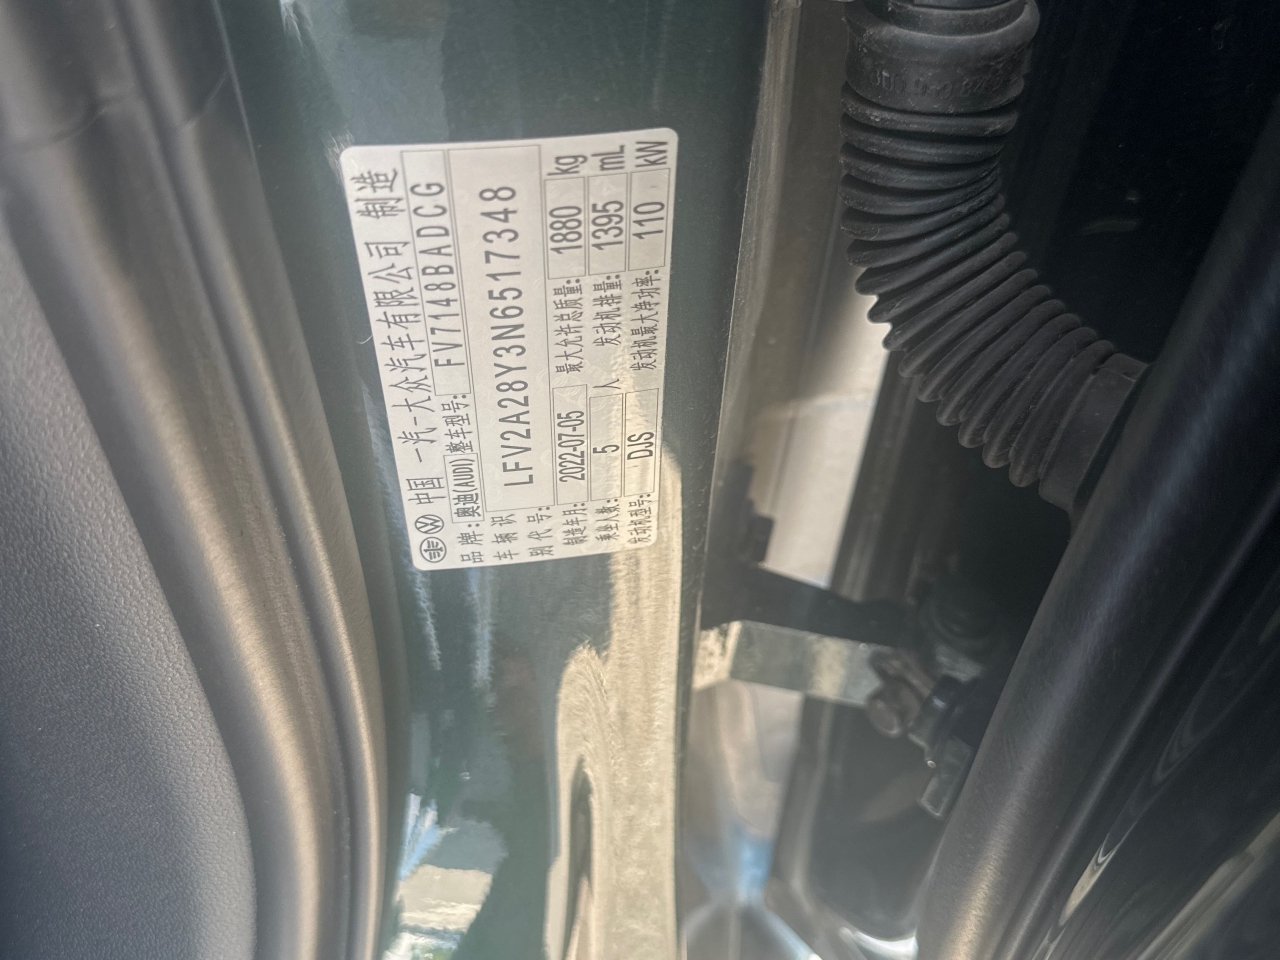 中国 一汽-大众汽车有限公司 制造
品牌: 奥迪(AUDI) 整车型号: FV7148BADCG
车辆识别代号: LFV2A28Y3N6517348
制造年月: 2022-07-05 最大允许总质量: 1880 kg
乘坐人数: 5 人 发动机排量: 1395 mL
发动机型号: DJS 发动机最大净功率: 110 kW